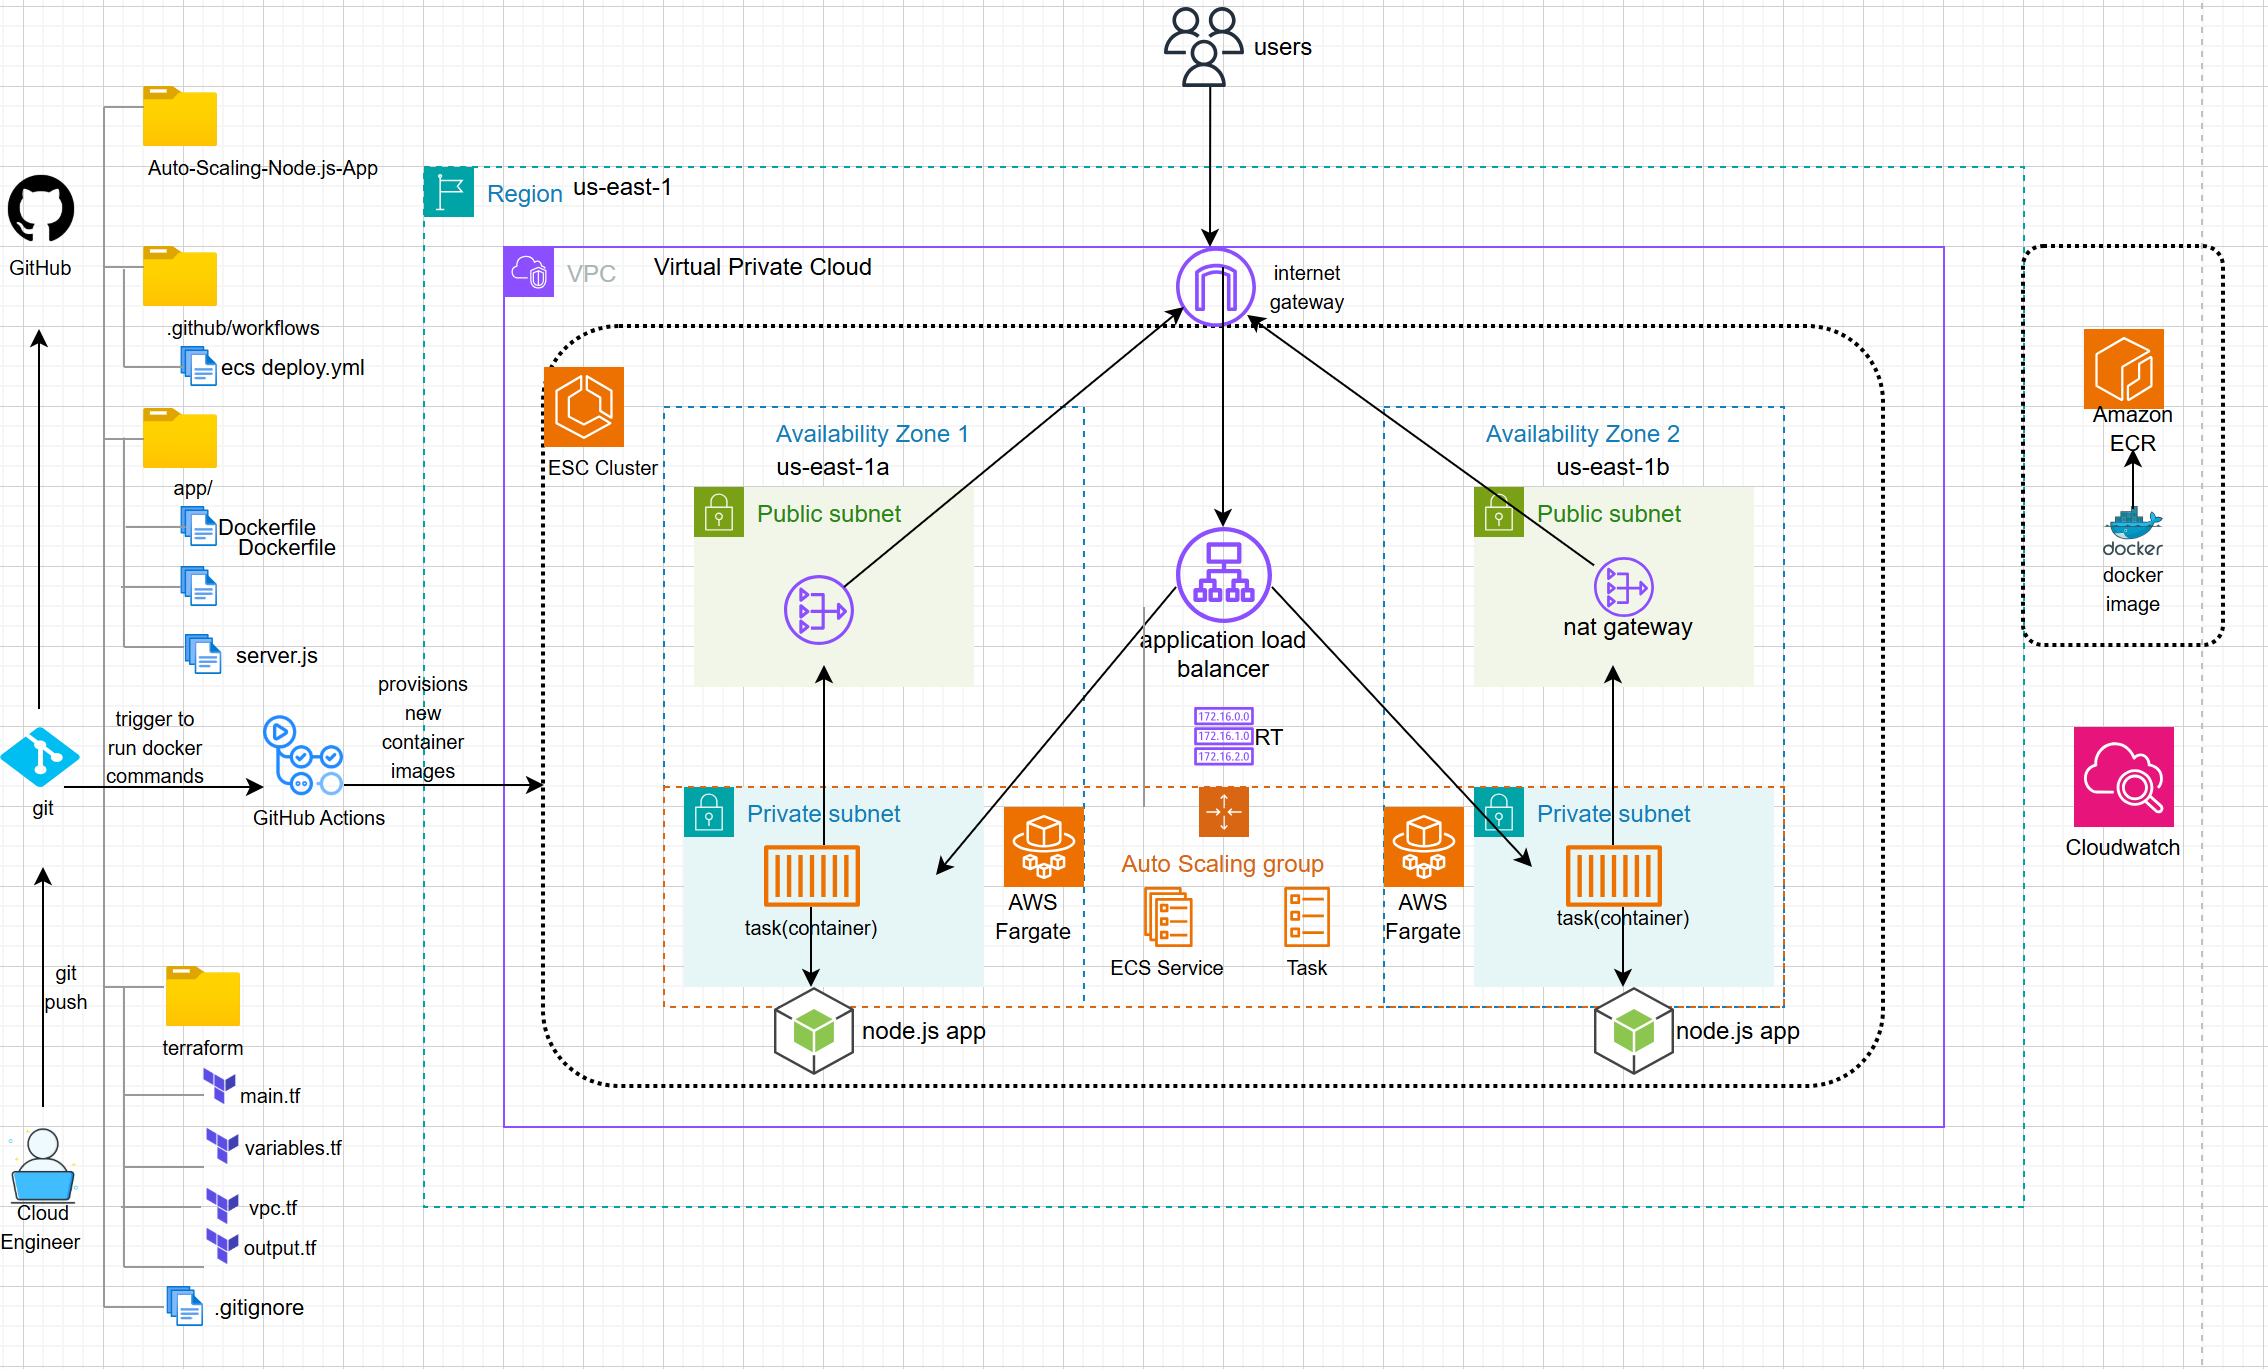 users
Auto-Scaling-Node.js-App
GitHub
.github/workflows
ecs deploy.yml
app/
Dockerfile
Dockerfile
server.js
trigger to
run docker
commands
git
GitHub Actions
provisions
new
container
images
git
push
Cloud
Engineer
terraform
main.tf
variables.tf
vpc.tf
output.tf
.gitignore
Region
us-east-1
VPC
Virtual Private Cloud
internet
gateway
ESC Cluster
Availability Zone 1
us-east-1a
Public subnet
application load
balancer
172.16.0.0
172.16.1.0
172.16.2.0
RT
Availability Zone 2
us-east-1b
Public subnet
nat gateway
Private subnet
task(container)
node.js app
AWS
Fargate
Auto Scaling group
ECS Service
Task
AWS
Fargate
Private subnet
task(container)
node.js app
Amazon
ECR
docker
docker
image
Cloudwatch